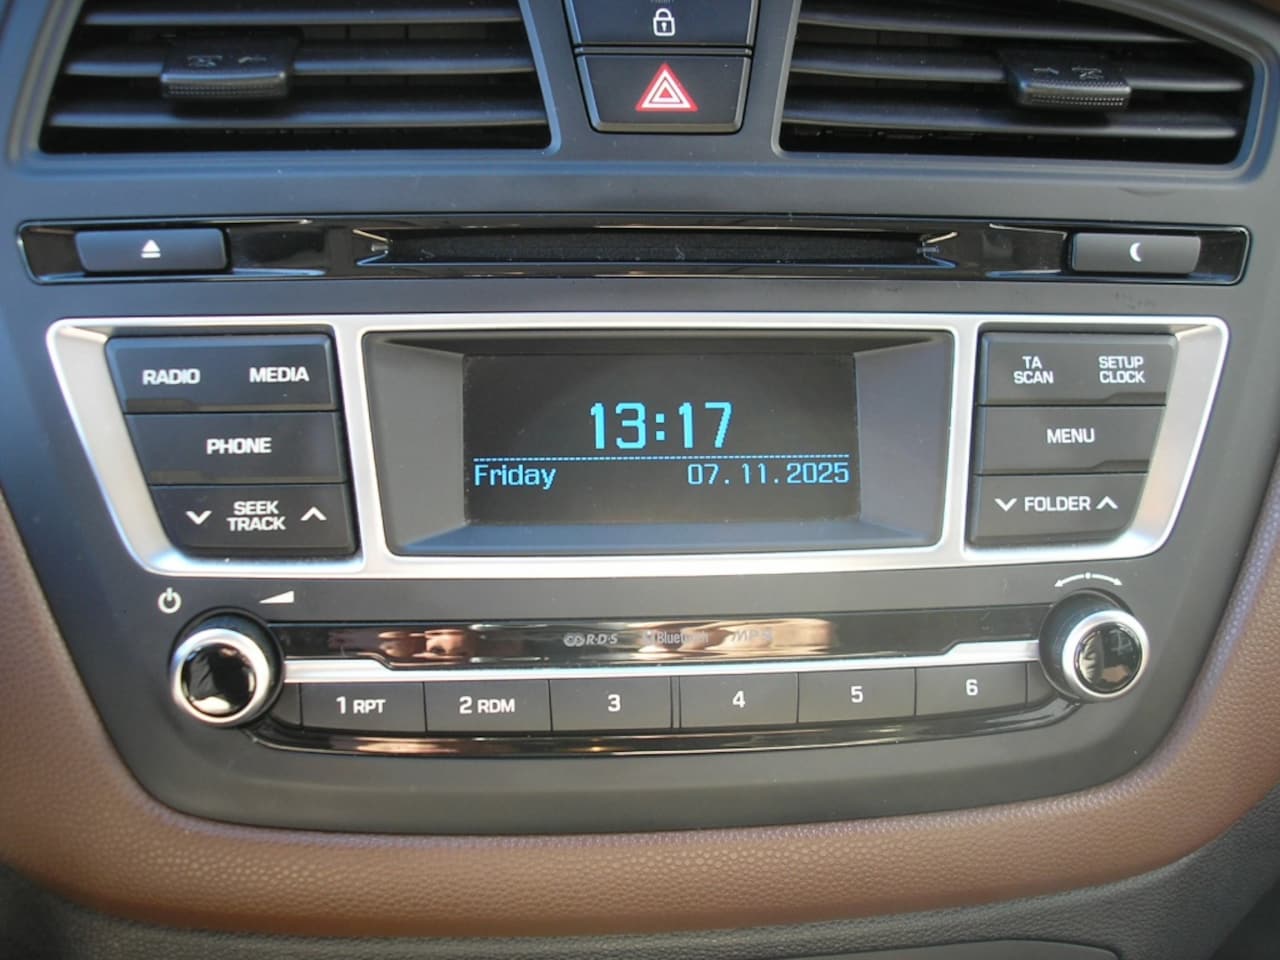 RADIO MEDIA
PHONE
SEEK
TRACK
13:17
Friday 07.11.2025
TA
SCAN
SETUP
CLOCK
MENU
FOLDER
R·D·S Bluetooth MP3
1 RPT 2 RDM 3 4 5 6